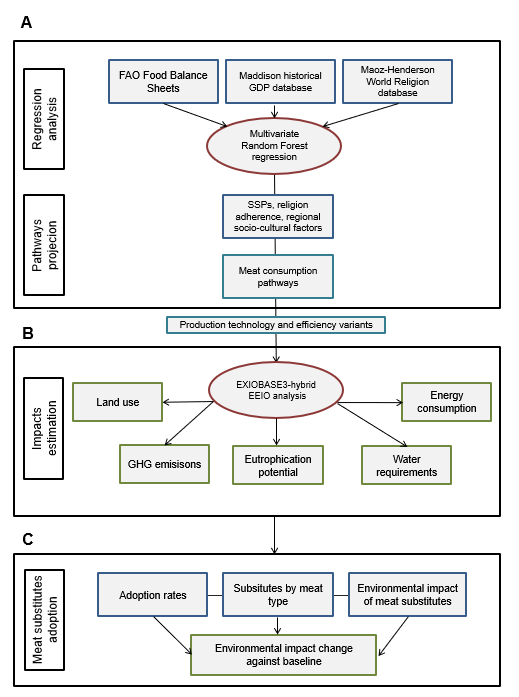 A
Regression
analysis
FAO Food Balance
Sheets
Maddison historical
GDP database
Maoz-Henderson
World Religion
database
Multivariate
Random Forest
regression
Pathways
projecion
SSPs, religion
adherence, regional
socio-cultural factors
Meat consumption
pathways
Production technology and efficiency variants
B
Impacts
estimation
EXIOBASE3-hybrid
EEIO analysis
Land use
Energy
consumption
GHG emisisons
Eutrophication
potential
Water
requirements
C
Meat substitutes
adoption
Adoption rates
Subsitutes by meat
type
Environmental impact
of meat substitutes
Environmental impact change
against baseline